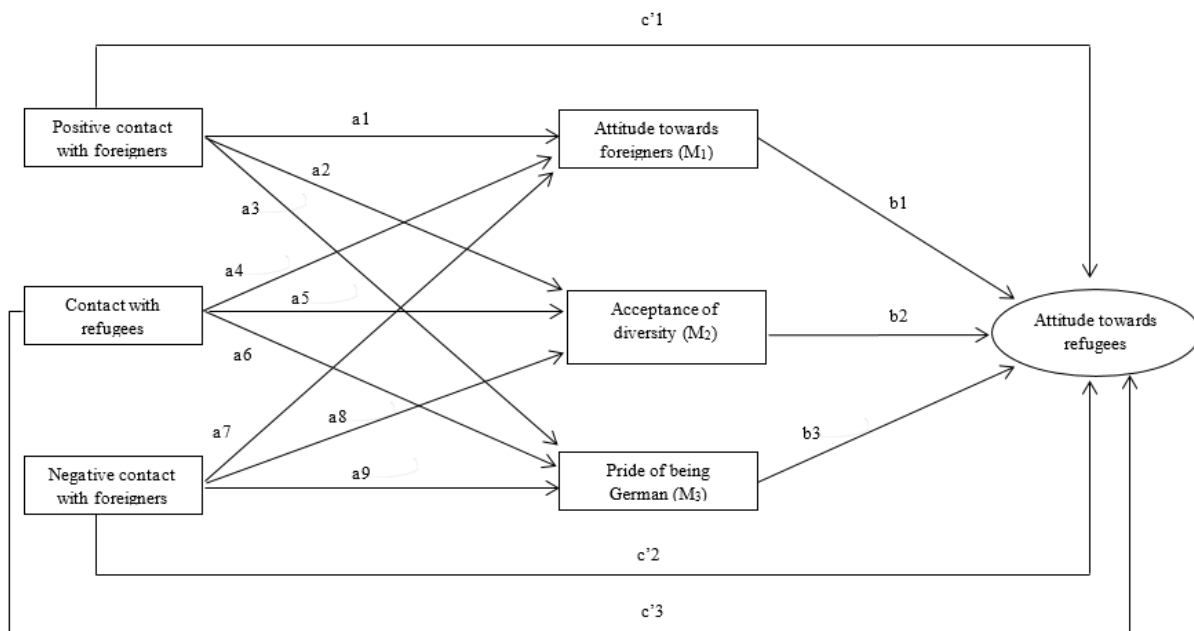 c'1
Positive contact
with foreigners
a1
Attitude towards
foreigners (M₁)
a2
a3
b1
a4
Contact with
refugees
a5
Acceptance of
diversity (M₂)
b2
Attitude towards
refugees
a6
a7
a8
b3
Negative contact
with foreigners
a9
Pride of being
German (M₃)
c'2
c'3